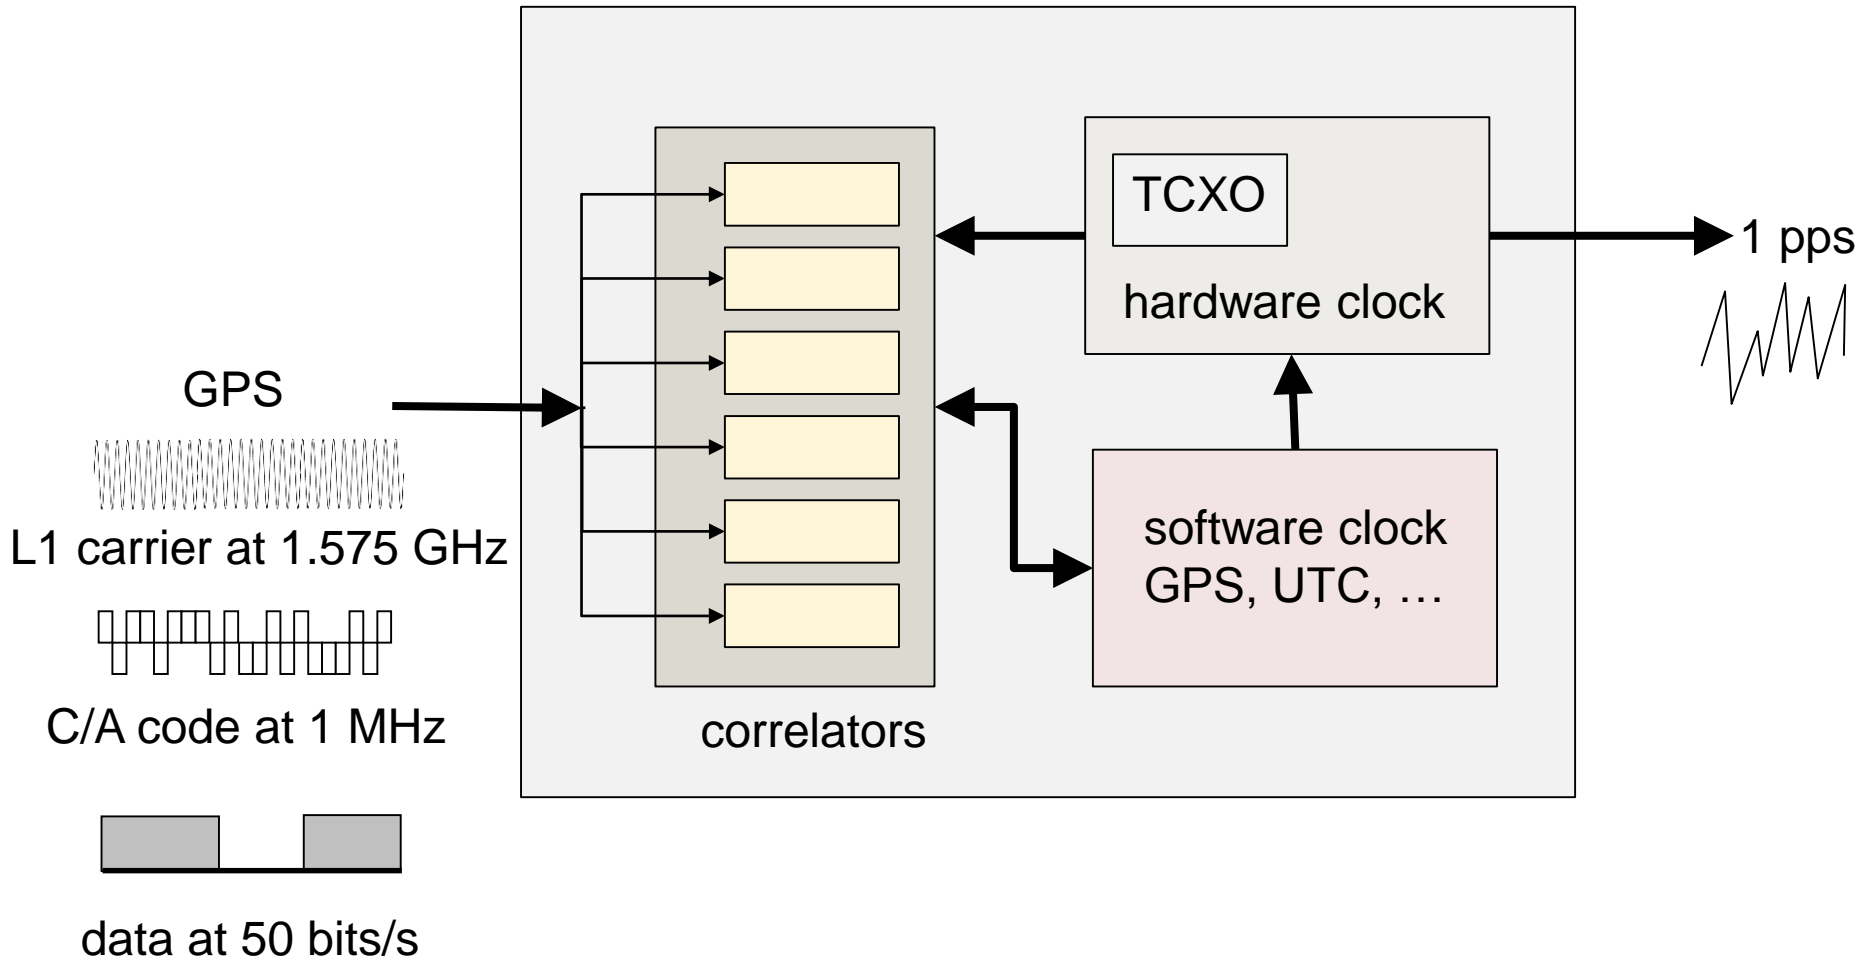 GPS
L1 carrier at 1.575 GHz
C/A code at 1 MHz
data at 50 bits/s
correlators
TCXO
hardware clock
software clock
GPS, UTC, …
1 pps